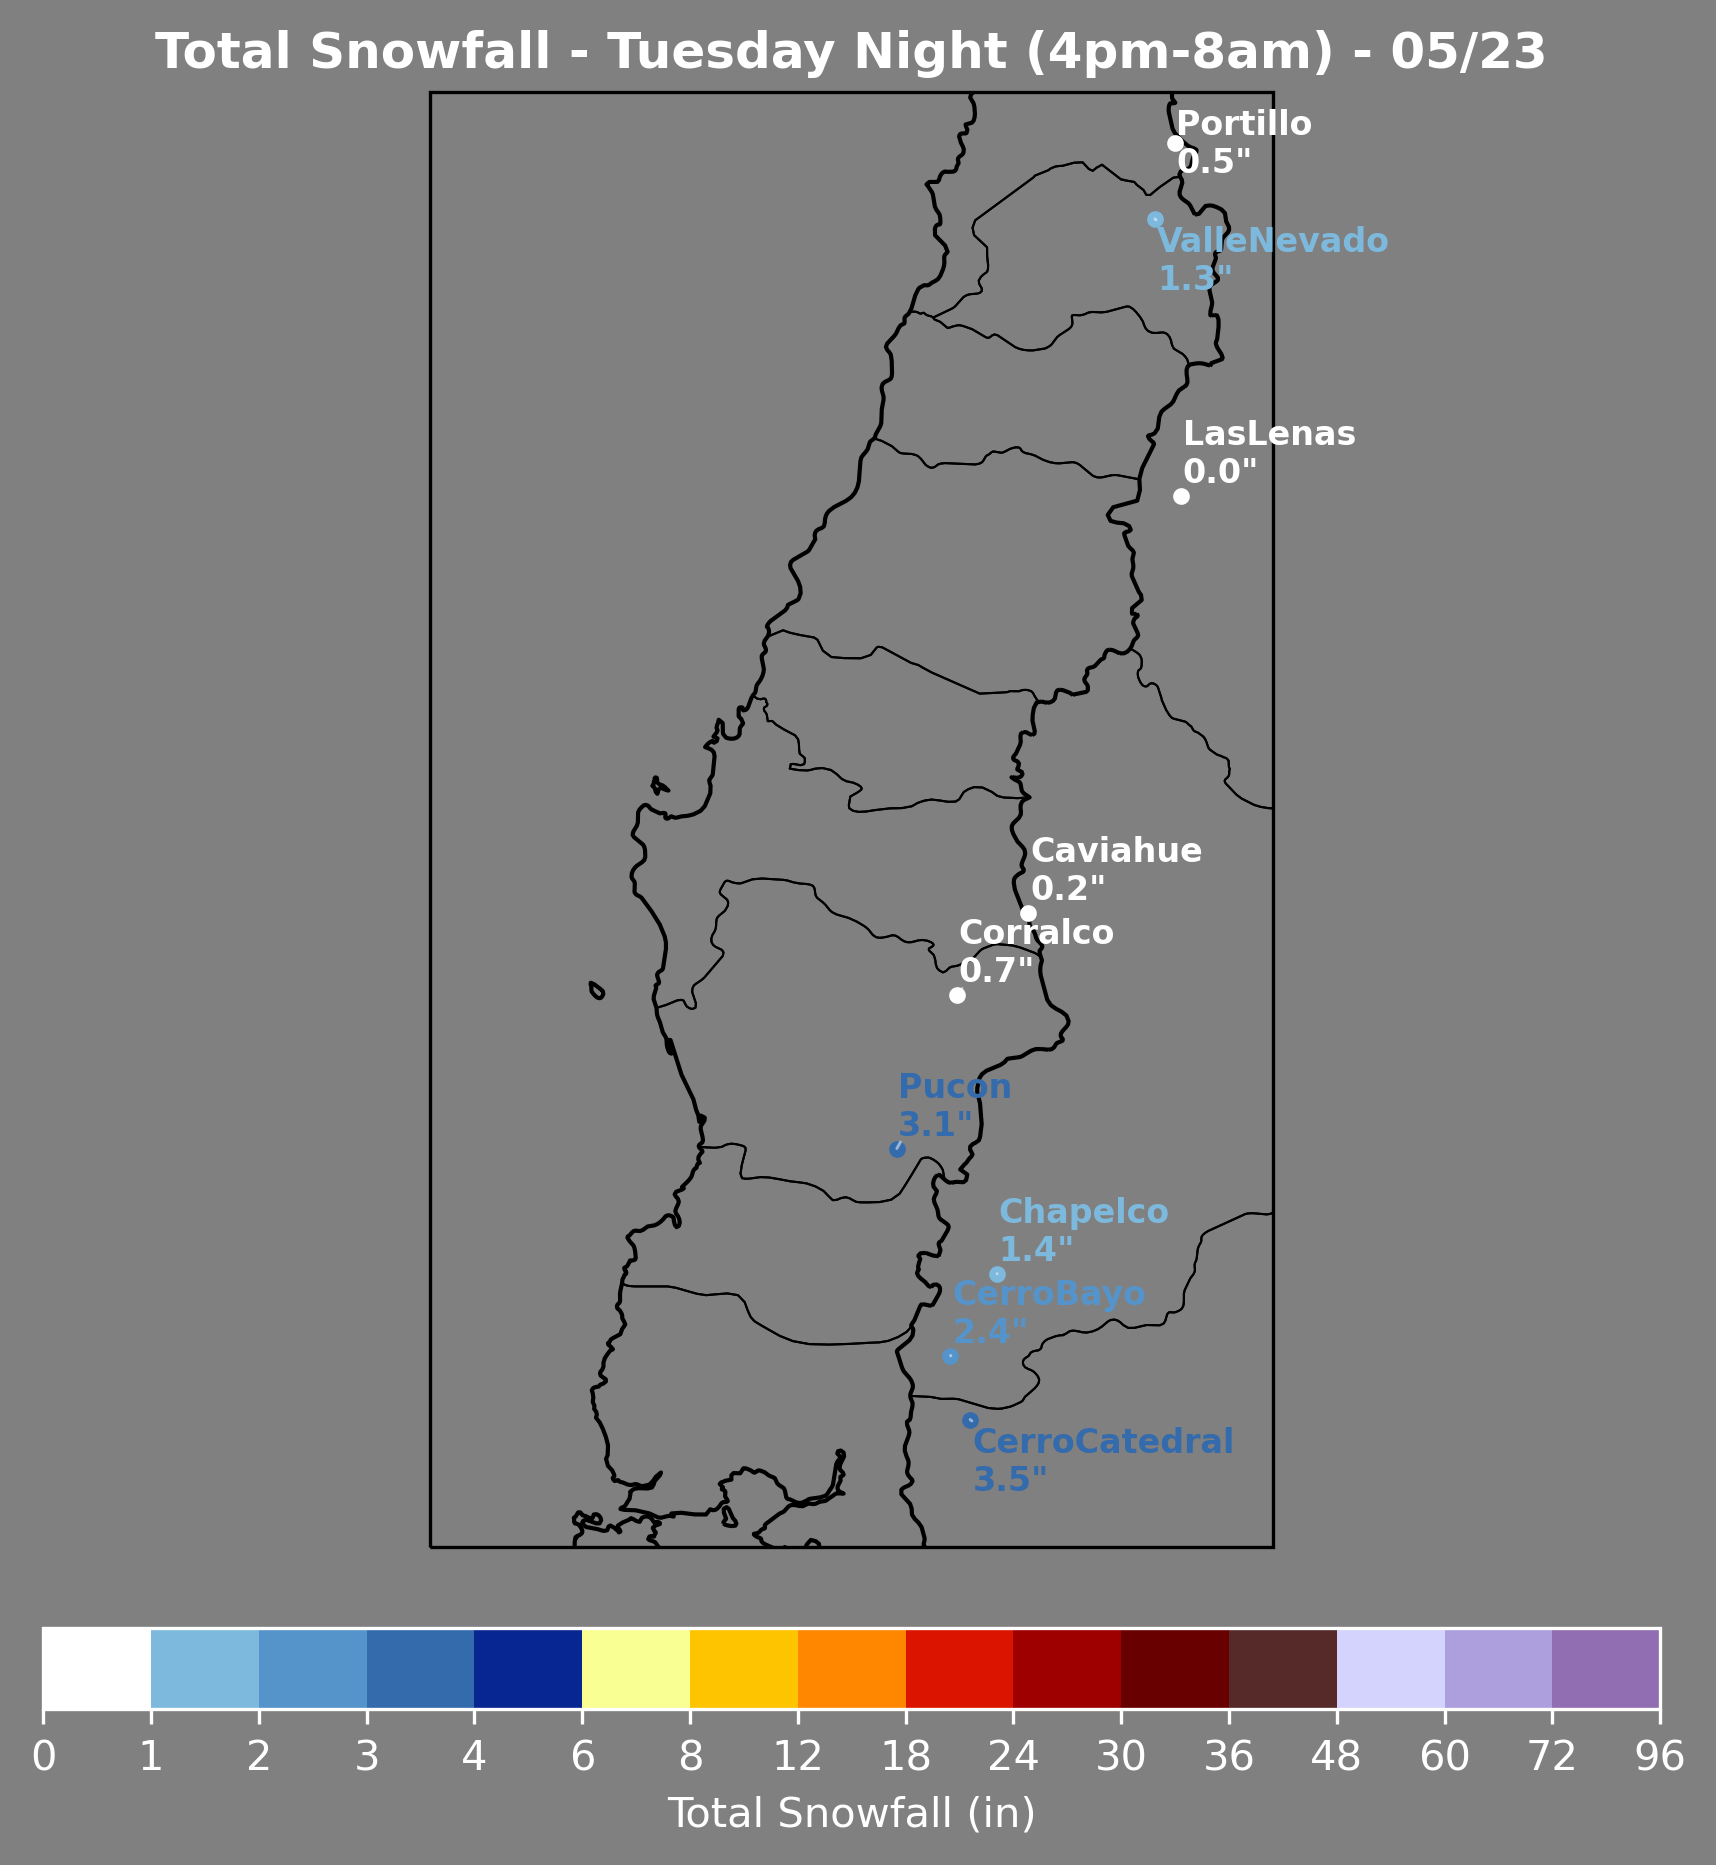 Total Snowfall - Tuesday Night (4pm-8am) - 05/23
Portillo
0.5"
ValleNevado
1.3"
LasLenas
0.0"
Caviahue
0.2"
Corralco
0.7"
Pucon
3.1"
Chapelco
1.4"
CerroBayo
2.4"
CerroCatedral
3.5"
0 1 2 3 4 6 8 12 18 24 30 36 48 60 72 96
Total Snowfall (in)